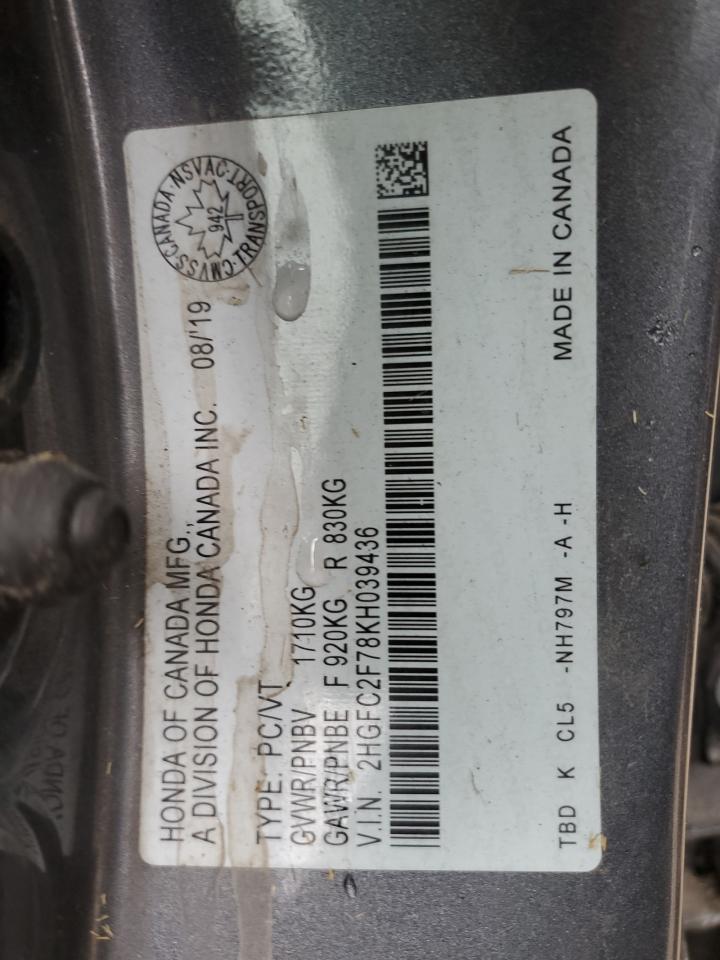 HONDA OF CANADA MFG.,
A DIVISION OF HONDA CANADA INC. 08/'19
CMVSS CANADA · NSVAC · TRANSPORT
942
TYPE: PC/VT
GVWR/PNBV 1710KG
GAWR/PNBE F 920KG R 830KG
V.I.N. 2HGFC2F78KH039436
TBD K CL5 -NH797M -A -H MADE IN CANADA